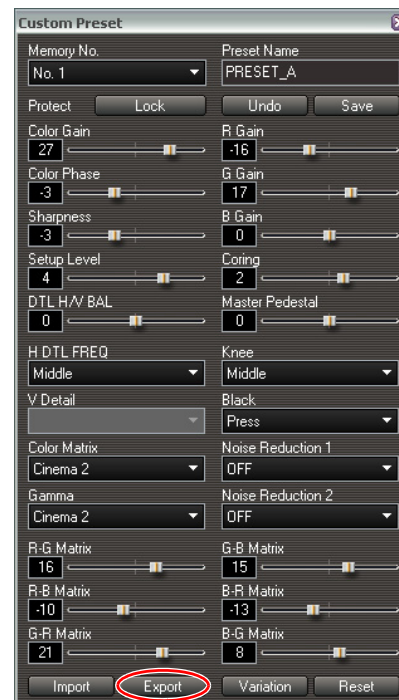 Custom Preset
Memory No. Preset Name
No. 1 PRESET_A
Protect Lock Undo Save
Color Gain R Gain
27 -16
Color Phase G Gain
-3 17
Sharpness B Gain
-3 0
Setup Level Coring
4 2
DTL H/V BAL Master Pedestal
0 0
H DTL FREQ Knee
Middle Middle
V Detail Black
Press
Color Matrix Noise Reduction 1
Cinema 2 OFF
Gamma Noise Reduction 2
Cinema 2 OFF
R-G Matrix G-B Matrix
16 15
R-B Matrix B-R Matrix
-10 -13
G-R Matrix B-G Matrix
21 8
Import Export Variation Reset